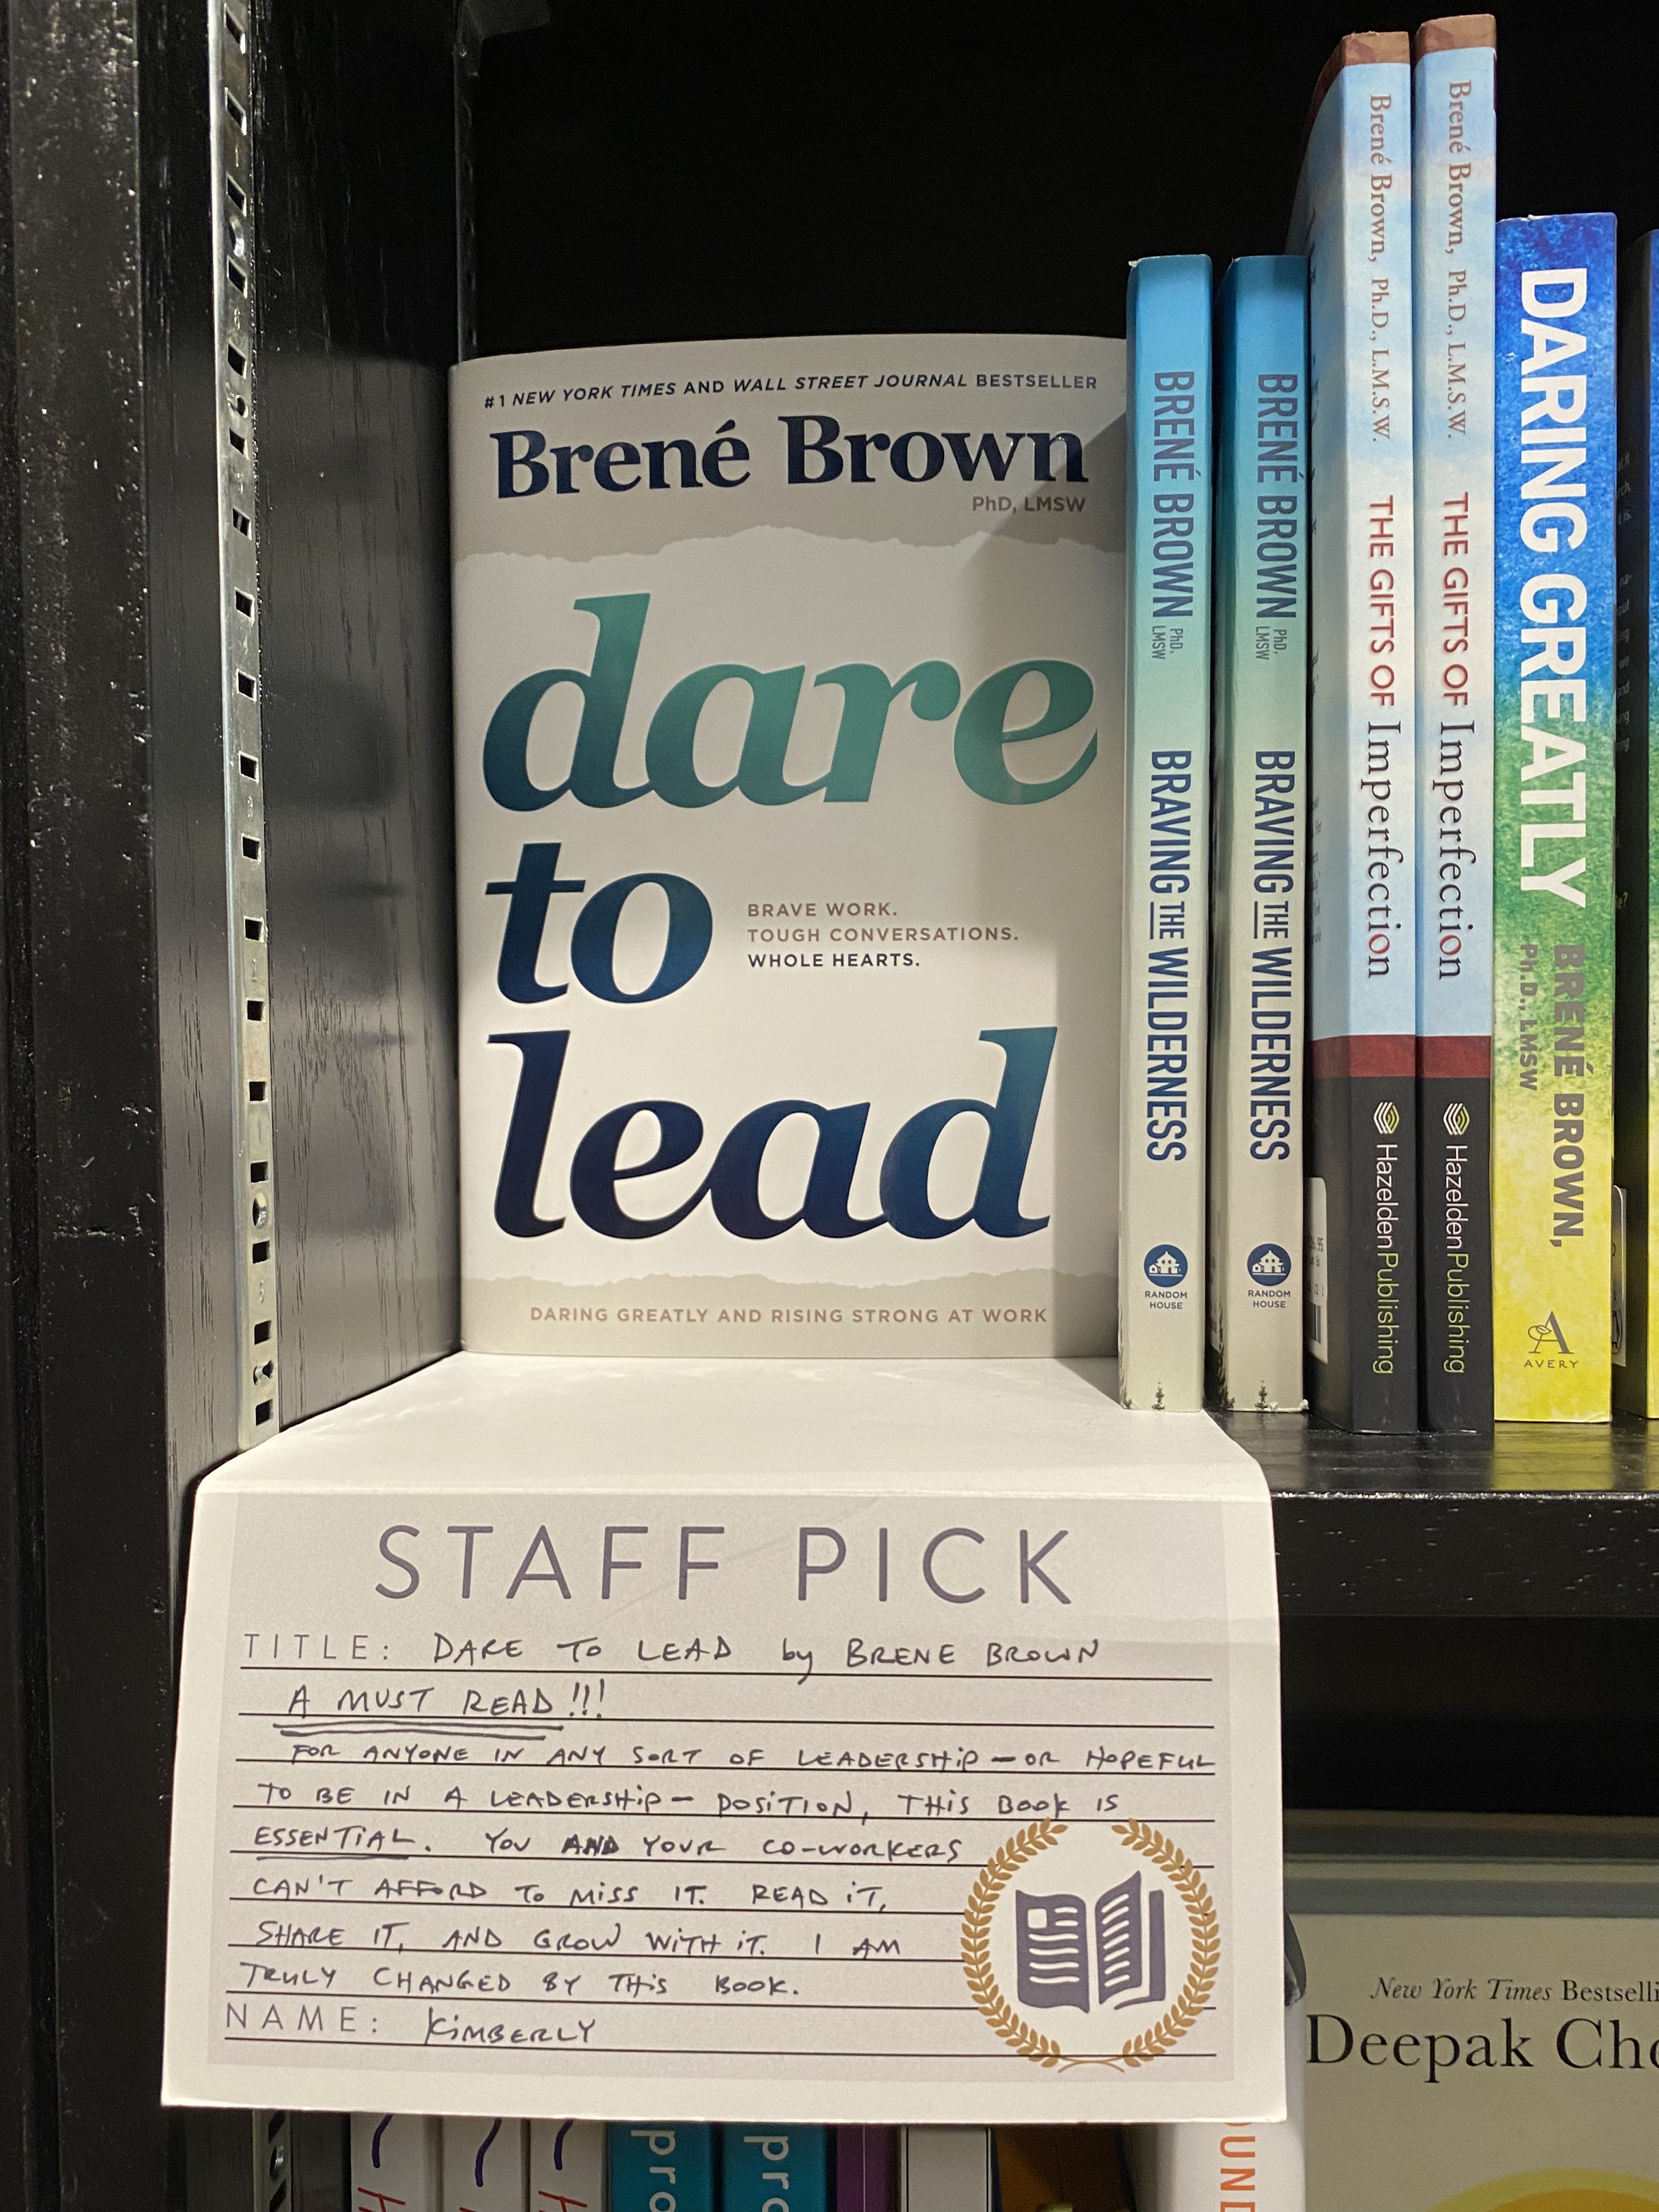 #1 NEW YORK TIMES AND WALL STREET JOURNAL BESTSELLER
Brené Brown
PhD, LMSW
dare
to
BRAVE WORK.
TOUGH CONVERSATIONS.
WHOLE HEARTS.
lead
DARING GREATLY AND RISING STRONG AT WORK
BRENÉ BROWN
PhD,
LMSW
BRAVING THE WILDERNESS
RANDOM
HOUSE
BRENÉ BROWN
PhD,
LMSW
BRAVING THE WILDERNESS
RANDOM
HOUSE
Brené Brown, Ph.D., L.M.S.W.
THE GIFTS OF Imperfection
HazeldenPublishing
Brené Brown, Ph.D., L.M.S.W.
THE GIFTS OF Imperfection
HazeldenPublishing
DARING GREATLY
BRENÉ BROWN,
Ph.D., LMSW
AVERY
STAFF PICK
TITLE: DARE TO LEAD by BRENE BROWN
A MUST READ!!!
FOR ANYONE IN ANY SORT OF LEADERSHIP — OR HOPEFUL
TO BE IN A LEADERSHIP — POSITION, THIS BOOK IS
ESSENTIAL. YOU AND YOUR CO-WORKERS
CAN'T AFFORD TO MISS IT. READ IT,
SHARE IT, AND GROW WITH IT. I AM
TRULY CHANGED BY THIS BOOK.
NAME: KIMBERLY
New York Times Bestselli
Deepak Cho
pro
pro
OUND